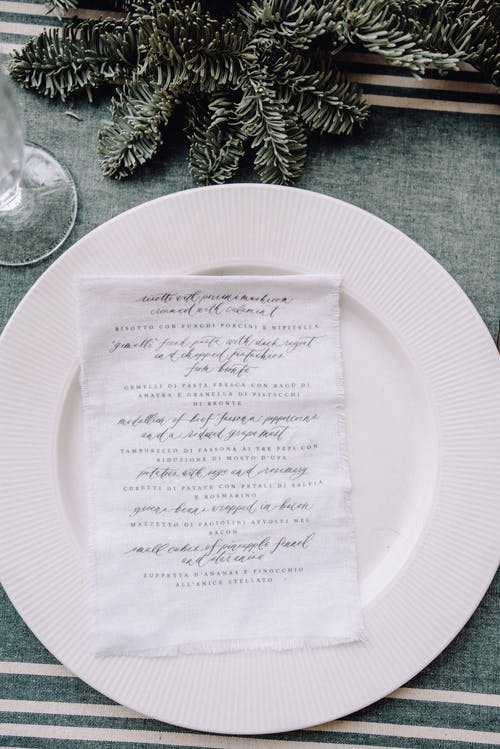 risotto with porcini mushroom
creamed with calamint
RISOTTO CON FUNGHI PORCINI E NIPITELLA
"gemelli" fresh pasta with duck ragout
and chopped pistachios
from bronte
GEMELLI DI PASTA FRESCA CON RAGÙ DI
ANATRA E GRANELLA DI PISTACCHI
DI BRONTE
medallion of beef fassona peppercorns
and a reduced grape must
TAMBURELLO DI FASSONA AI TRE PEPI CON
RIDUZIONE DI MOSTO D'UVA
potatoes with sage and rosemary
CUBETTI DI PATATE CON PETALI DI SALVIA
E ROSMARINO
green beans wrapped in bacon
MAZZETTO DI FAGIOLINI AVVOLTI NEL
BACON
small cubes of pineapple fennel
and star anise
ZUPPETTA D'ANANAS E FINOCCHIO
ALL'ANICE STELLATO